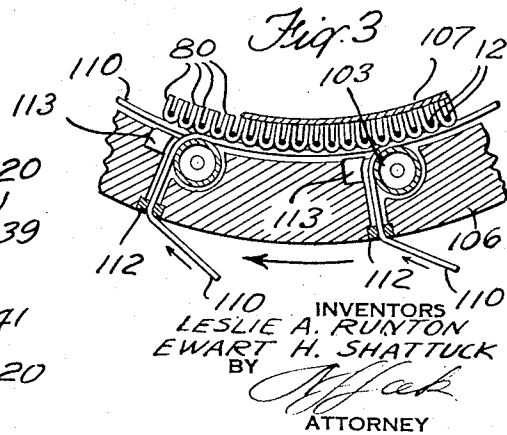 Fig. 3
110
80
107
12
113
103
20
39
113
106
112
112
110
110
41
INVENTORS
LESLIE A. RUNTON
20
EWART H. SHATTUCK
BY
ATTORNEY